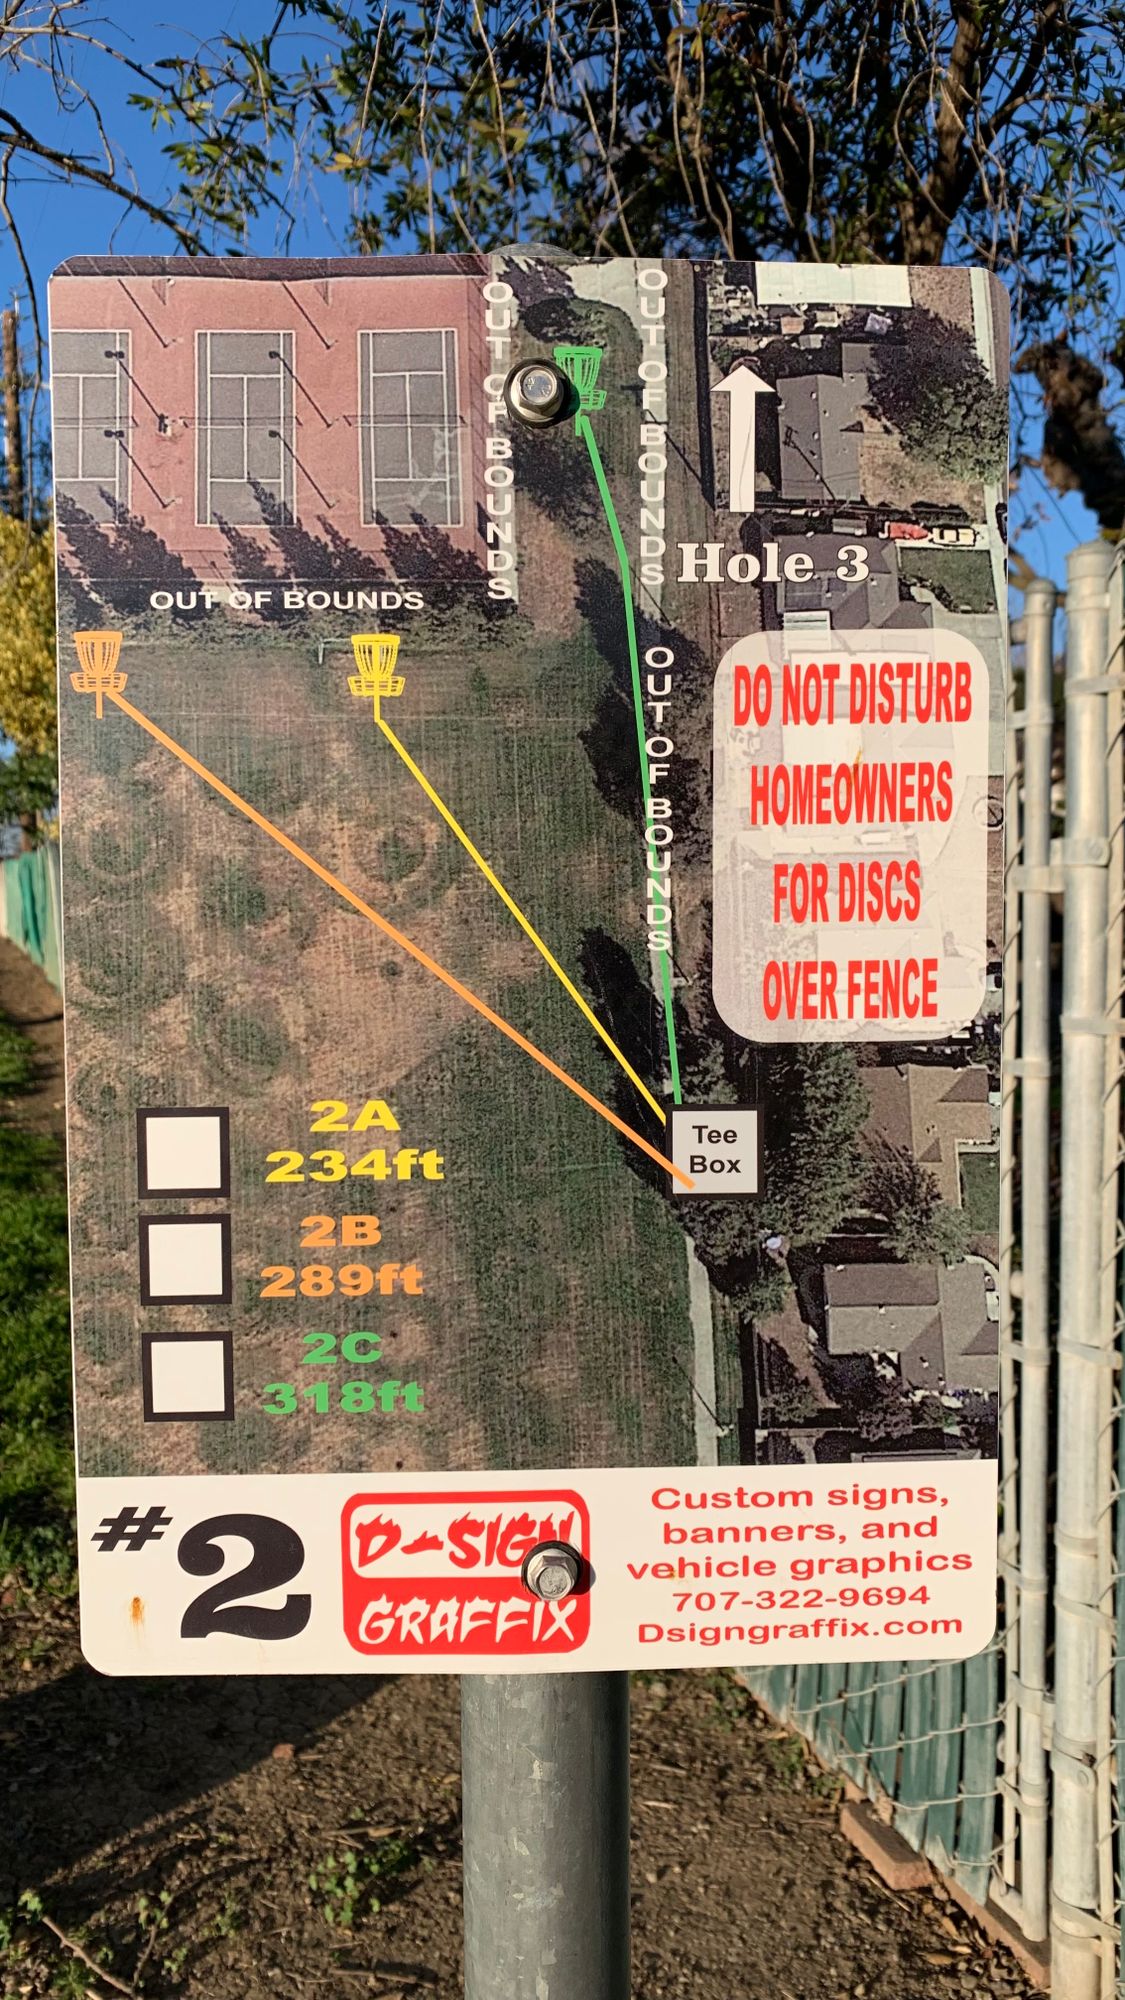 OUT OF BOUNDS
OUT OF BOUNDS
Hole 3
OUT OF BOUNDS
OUT OF BOUNDS
DO NOT DISTURB
HOMEOWNERS
FOR DISCS
OVER FENCE
2A
234ft
Tee
Box
2B
289ft
2C
318ft
#2
D-SIGN
GRAFFIX
Custom signs,
banners, and
vehicle graphics
707-322-9694
Dsigngraffix.com